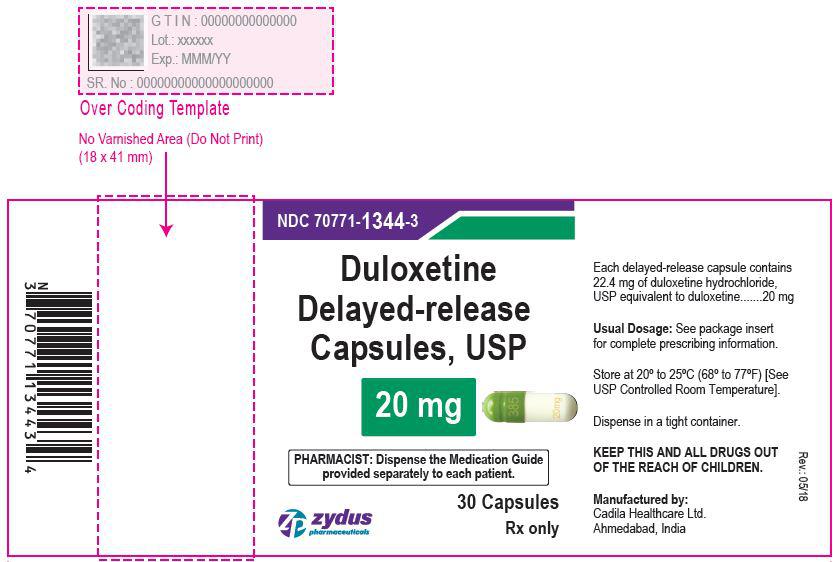 G T I N : 00000000000000
Lot.: xxxxxx
Exp.: MMM/YY
SR. No : 00000000000000000000
Over Coding Template
No Varnished Area (Do Not Print)
(18 x 41 mm)
N
3 70771 13443 4
NDC 70771-1344-3
Duloxetine
Delayed-release
Capsules, USP
20 mg
385
20mg
PHARMACIST: Dispense the Medication Guide
provided separately to each patient.
30 Capsules
Rx only
zydus
pharmaceuticals
Each delayed-release capsule contains
22.4 mg of duloxetine hydrochloride,
USP equivalent to duloxetine.......20 mg
Usual Dosage: See package insert
for complete prescribing information.
Store at 20º to 25ºC (68º to 77ºF) [See
USP Controlled Room Temperature].
Dispense in a tight container.
KEEP THIS AND ALL DRUGS OUT
OF THE REACH OF CHILDREN.
Manufactured by:
Cadila Healthcare Ltd.
Ahmedabad, India
Rev.: 05/18